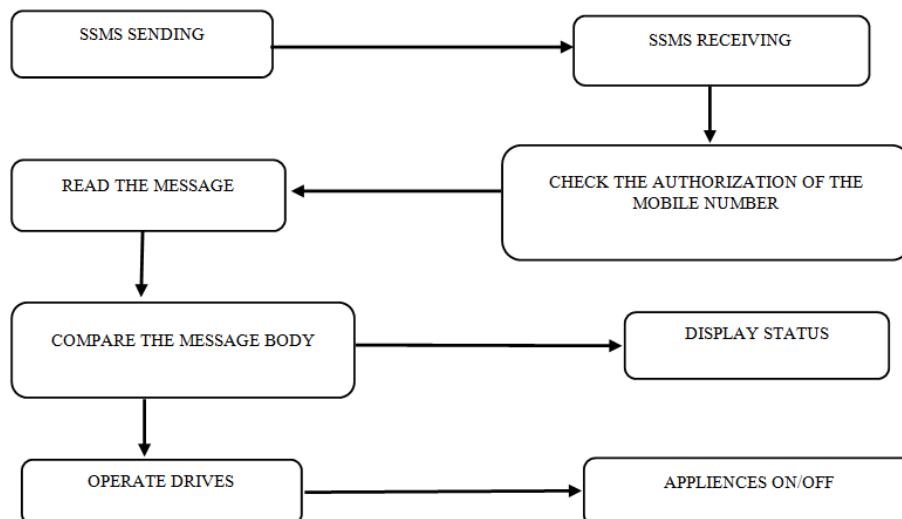 SSMS SENDING
SSMS RECEIVING
CHECK THE AUTHORIZATION OF THE
MOBILE NUMBER
READ THE MESSAGE
COMPARE THE MESSAGE BODY
DISPLAY STATUS
OPERATE DRIVES
APPLIENCES ON/OFF